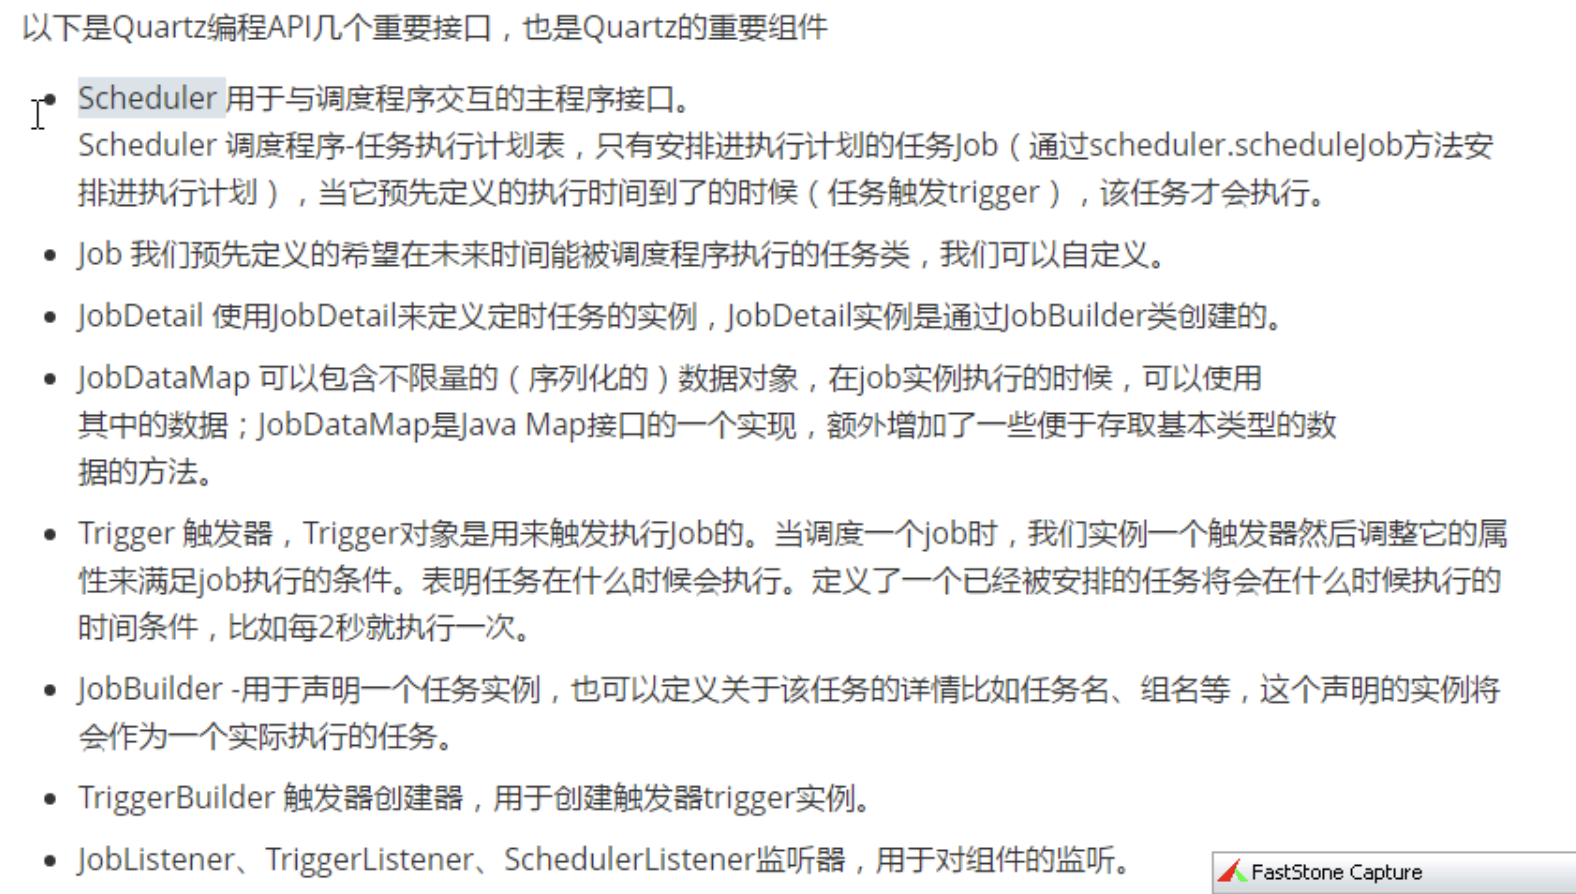 以下是Quartz编程API几个重要接口，也是Quartz的重要组件
Scheduler 用于与调度程序交互的主程序接口。
Scheduler 调度程序-任务执行计划表，只有安排进执行计划的任务Job（通过scheduler.scheduleJob方法安
排进执行计划），当它预先定义的执行时间到了的时候（任务触发trigger），该任务才会执行。
Job 我们预先定义的希望在未来时间能被调度程序执行的任务类，我们可以自定义。
JobDetail 使用JobDetail来定义定时任务的实例，JobDetail实例是通过JobBuilder类创建的。
JobDataMap 可以包含不限量的（序列化的）数据对象，在job实例执行的时候，可以使用
其中的数据；JobDataMap是Java Map接口的一个实现，额外增加了一些便于存取基本类型的数
据的方法。
Trigger 触发器，Trigger对象是用来触发执行Job的。当调度一个job时，我们实例一个触发器然后调整它的属
性来满足job执行的条件。表明任务在什么时候会执行。定义了一个已经被安排的任务将会在什么时候执行的
时间条件，比如每2秒就执行一次。
JobBuilder -用于声明一个任务实例，也可以定义关于该任务的详情比如任务名、组名等，这个声明的实例将
会作为一个实际执行的任务。
TriggerBuilder 触发器创建器，用于创建触发器trigger实例。
JobListener、TriggerListener、SchedulerListener监听器，用于对组件的监听。
FastStone Capture